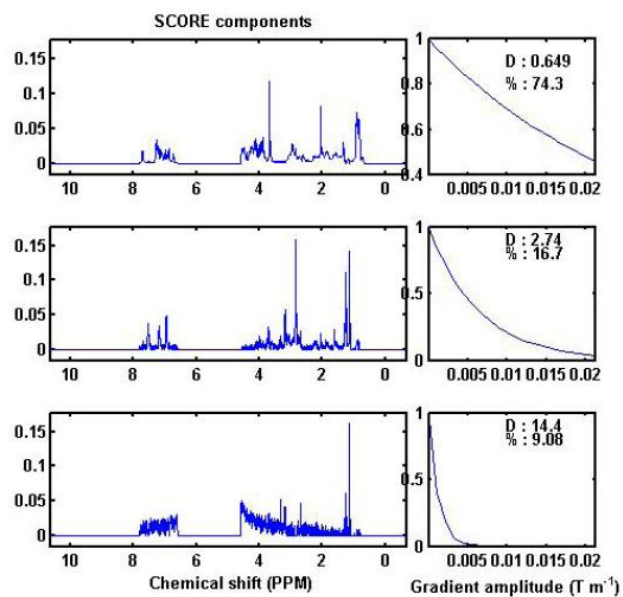 SCORE components
0.15
0.1
0.05
0
10 8 6 4 2 0
1
0.8
0.6
0.4
D : 0.649
% : 74.3
0.005 0.01 0.015 0.02
0.15
0.1
0.05
0
10 8 6 4 2 0
1
0.5
0
D : 2.74
% : 16.7
0.005 0.01 0.015 0.02
0.15
0.1
0.05
0
10 8 6 4 2 0
Chemical shift (PPM)
1
0.5
0
D : 14.4
% : 9.08
0.005 0.01 0.015 0.02
Gradient amplitude (T m-1)